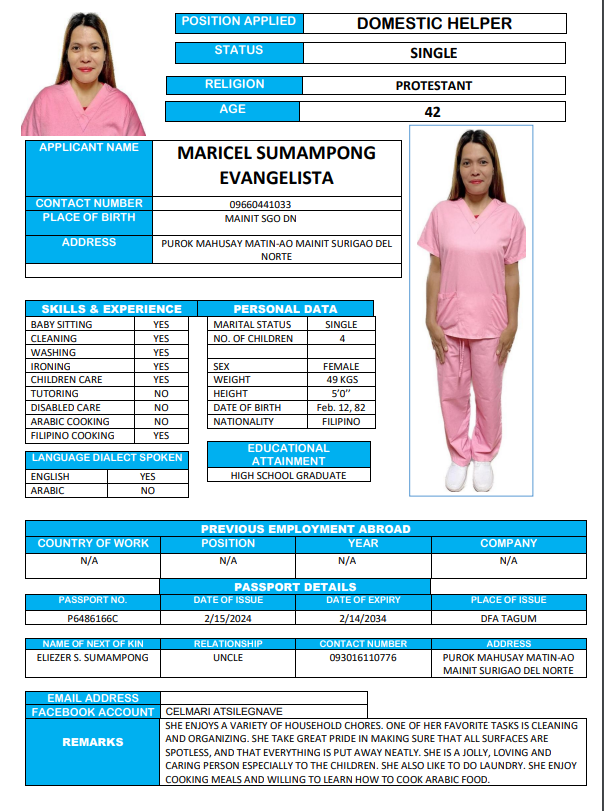 POSITION APPLIED DOMESTIC HELPER
STATUS SINGLE
RELIGION PROTESTANT
AGE 42
APPLICANT NAME MARICEL SUMAMPONG
EVANGELISTA
CONTACT NUMBER 09660441033
PLACE OF BIRTH MAINIT SGO DN
ADDRESS PUROK MAHUSAY MATIN-AO MAINIT SURIGAO DEL
NORTE
SKILLS & EXPERIENCE PERSONAL DATA
BABY SITTING YES MARITAL STATUS SINGLE
CLEANING YES NO. OF CHILDREN 4
WASHING YES
IRONING YES SEX FEMALE
CHILDREN CARE YES WEIGHT 49 KGS
TUTORING NO HEIGHT 5'0''
DISABLED CARE NO DATE OF BIRTH Feb. 12, 82
ARABIC COOKING NO NATIONALITY FILIPINO
FILIPINO COOKING YES
LANGUAGE DIALECT SPOKEN
ENGLISH YES
ARABIC NO
EDUCATIONAL
ATTAINMENT
HIGH SCHOOL GRADUATE
PREVIOUS EMPLOYMENT ABROAD
COUNTRY OF WORK POSITION YEAR COMPANY
N/A N/A N/A N/A
PASSPORT DETAILS
PASSPORT NO. DATE OF ISSUE DATE OF EXPIRY PLACE OF ISSUE
P6486166C 2/15/2024 2/14/2034 DFA TAGUM
NAME OF NEXT OF KIN RELATIONSHIP CONTACT NUMBER ADDRESS
ELIEZER S. SUMAMPONG UNCLE 093016110776 PUROK MAHUSAY MATIN-AO
MAINIT SURIGAO DEL NORTE
EMAIL ADDRESS
FACEBOOK ACCOUNT CELMARI ATSILEGNAVE
REMARKS
SHE ENJOYS A VARIETY OF HOUSEHOLD CHORES. ONE OF HER FAVORITE TASKS IS CLEANING
AND ORGANIZING. SHE TAKE GREAT PRIDE IN MAKING SURE THAT ALL SURFACES ARE
SPOTLESS, AND THAT EVERYTHING IS PUT AWAY NEATLY. SHE IS A JOLLY, LOVING AND
CARING PERSON ESPECIALLY TO THE CHILDREN. SHE ALSO LIKE TO DO LAUNDRY. SHE ENJOY
COOKING MEALS AND WILLING TO LEARN HOW TO COOK ARABIC FOOD.